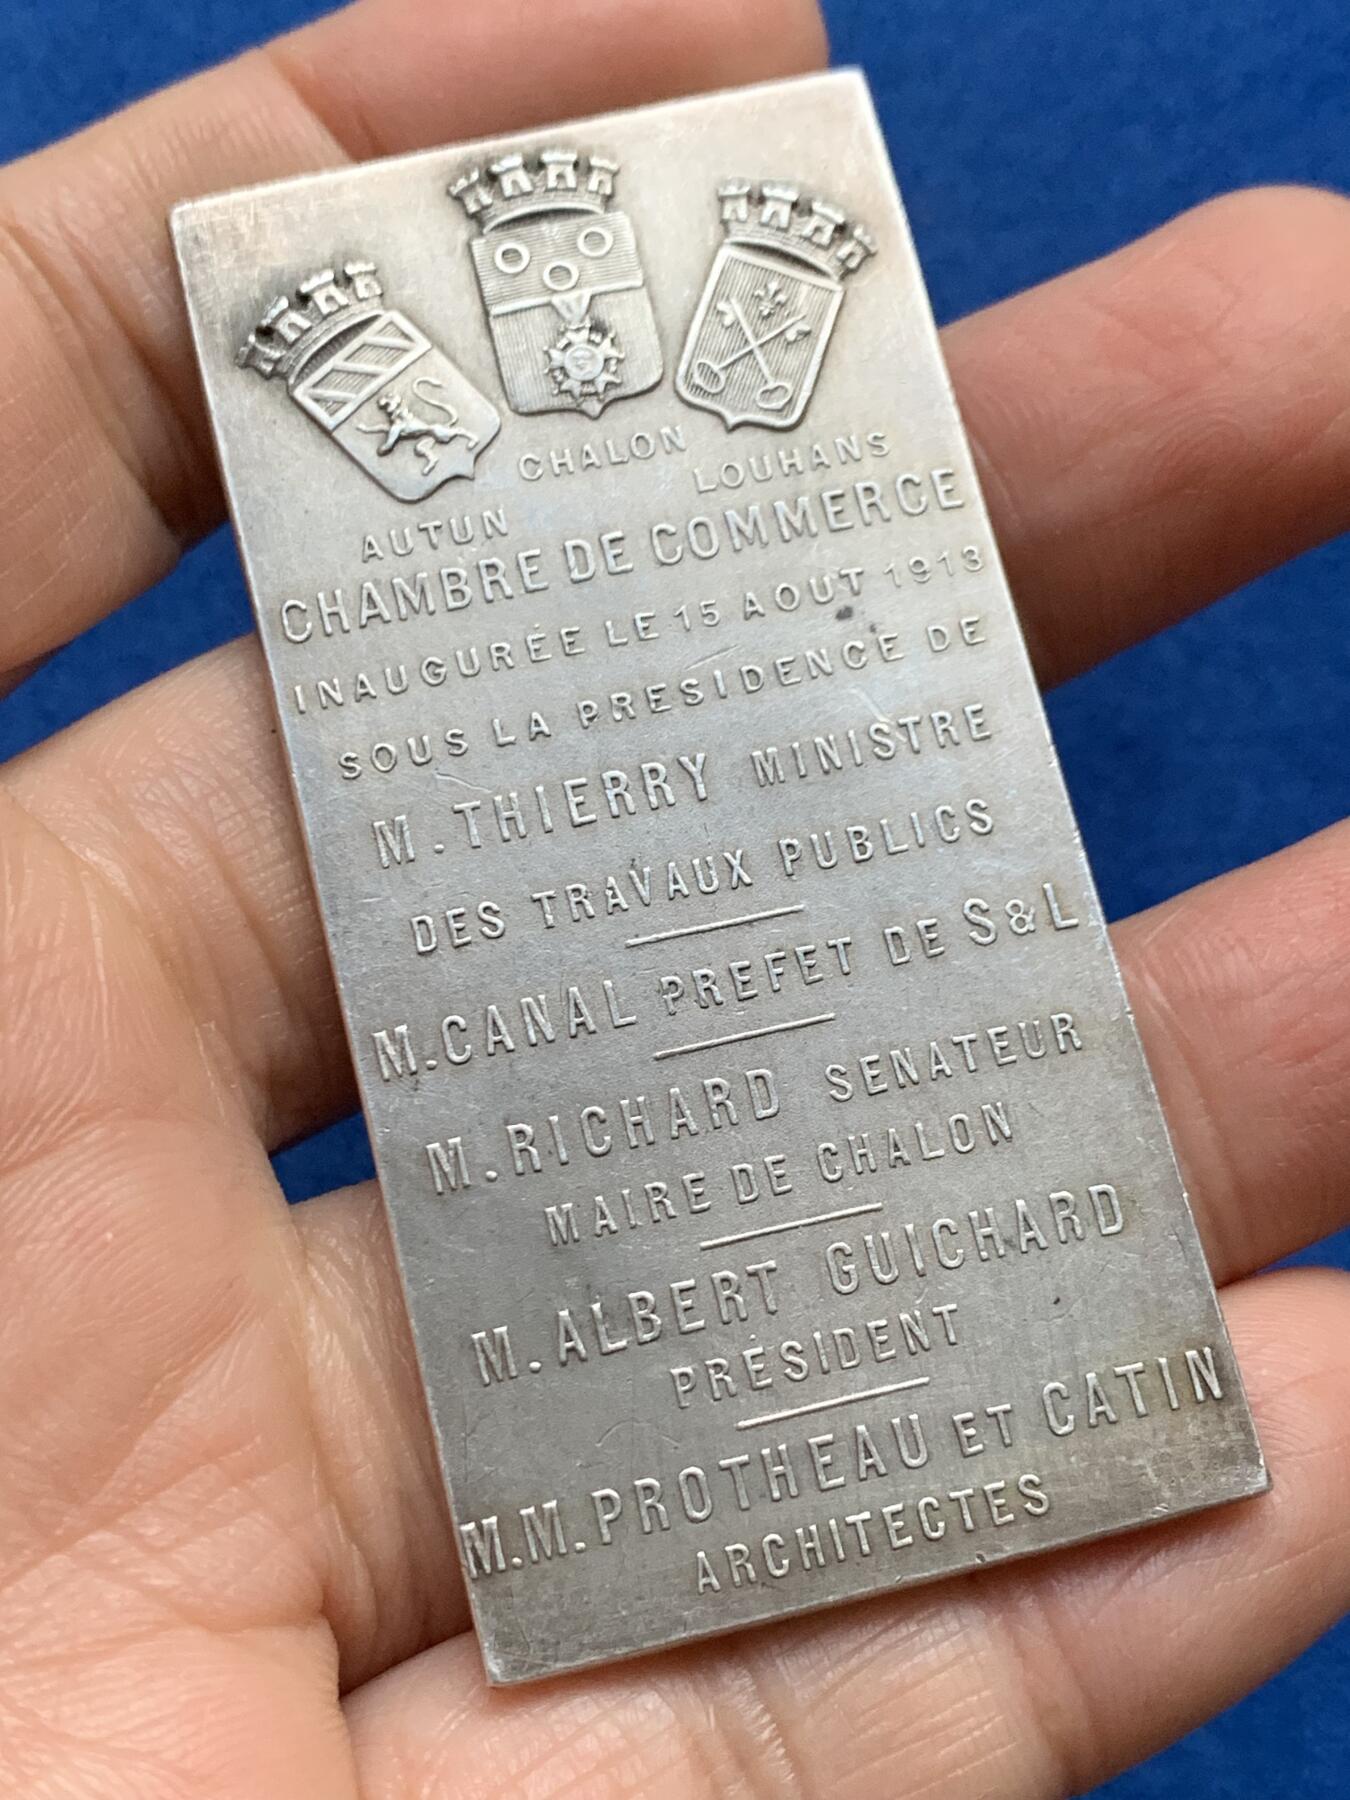 AUTUN
CHALON
LOUHANS
CHAMBRE DE COMMERCE
INAUGURÉE LE 15 AOUT 1913
SOUS LA PRESIDENCE DE
M. THIERRY MINISTRE
DES TRAVAUX PUBLICS
M. CANAL PREFET DE S & L
M. RICHARD SENATEUR
MAIRE DE CHALON
M. ALBERT GUICHARD
PRÉSIDENT
M.M. PROTHEAU ET CATIN
ARCHITECTES